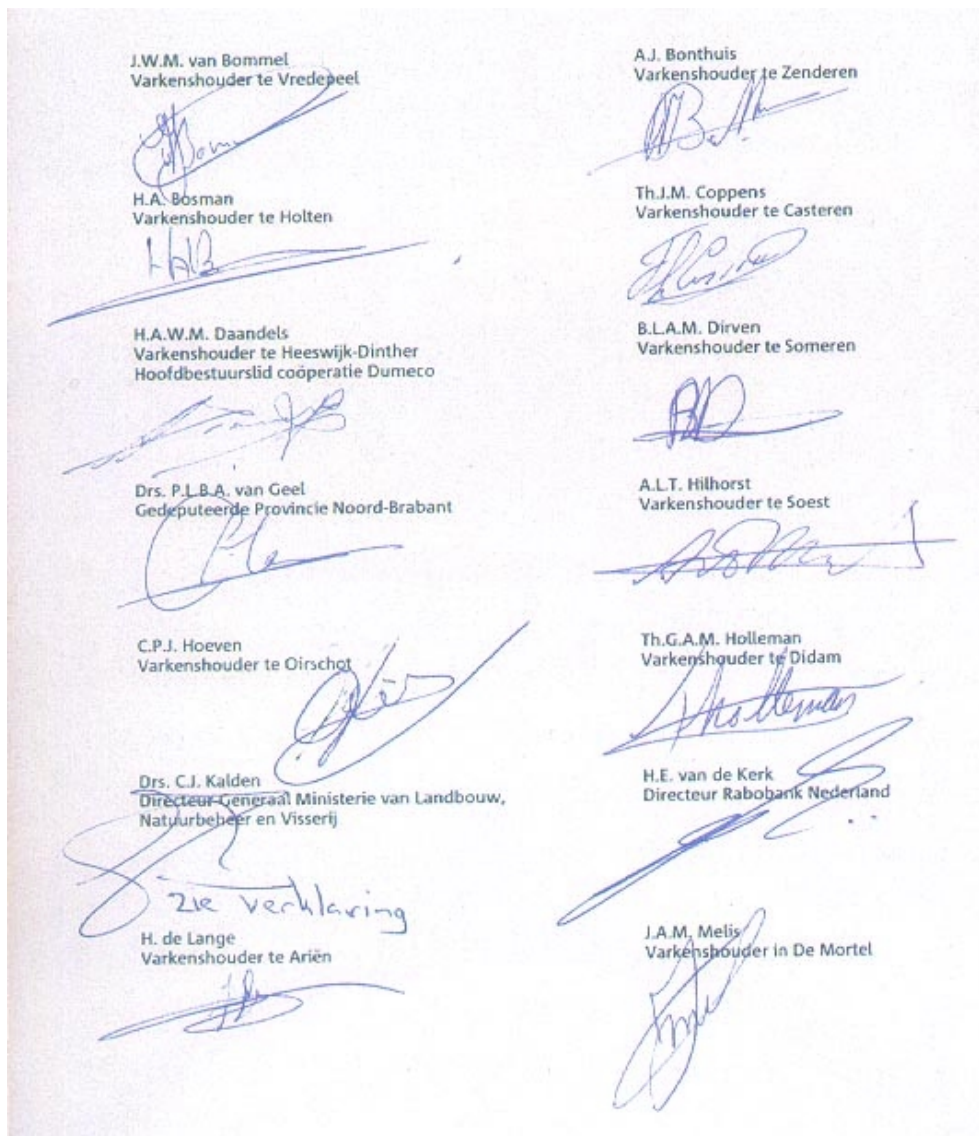 J.W.M. van Bommel
Varkenshouder te Vredepeel
A.J. Bonthuis
Varkenshouder te Zenderen
H.A. Bosman
Varkenshouder te Holten
HAB
Th.J.M. Coppens
Varkenshouder te Casteren
H.A.W.M. Daandels
Varkenshouder te Heeswijk-Dinther
Hoofdbestuurslid coöperatie Dumeco
B.L.A.M. Dirven
Varkenshouder te Someren
BD
Drs. P.L.B.A. van Geel
Gedeputeerde Provincie Noord-Brabant
A.L.T. Hilhorst
Varkenshouder te Soest
C.P.J. Hoeven
Varkenshouder te Oirschot
Th.G.A.M. Holleman
Varkenshouder te Didam
Tholleman
Drs. C.J. Kalden
Directeur-Generaal Ministerie van Landbouw,
Natuurbeheer en Visserij
zie verklaring
H.E. van de Kerk
Directeur Rabobank Nederland
H. de Lange
Varkenshouder te Ariën
J.A.M. Melis
Varkenshouder in De Mortel